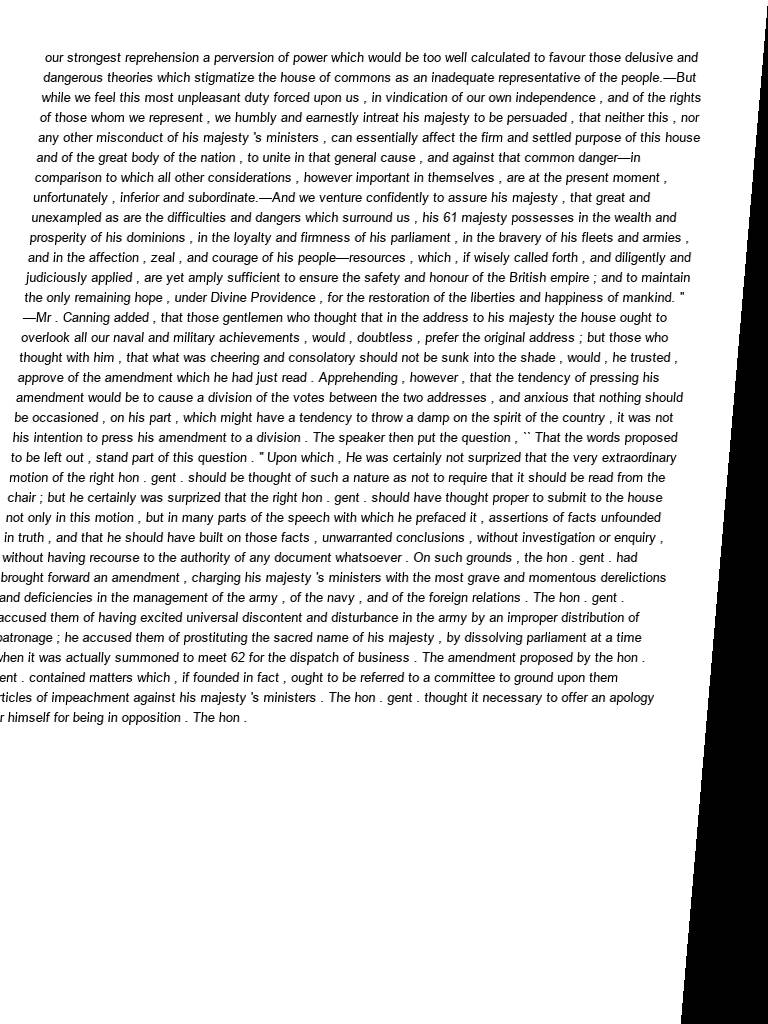 our strongest reprehension a perversion of power which would be too well calculated to favour those delusive and
dangerous theories which stigmatize the house of commons as an inadequate representative of the people.—But
while we feel this most unpleasant duty forced upon us , in vindication of our own independence , and of the rights
of those whom we represent , we humbly and earnestly intreat his majesty to be persuaded , that neither this , nor
any other misconduct of his majesty 's ministers , can essentially affect the firm and settled purpose of this house
and of the great body of the nation , to unite in that general cause , and against that common danger—in
comparison to which all other considerations , however important in themselves , are at the present moment ,
unfortunately , inferior and subordinate.—And we venture confidently to assure his majesty , that great and
unexampled as are the difficulties and dangers which surround us , his 61 majesty possesses in the wealth and
prosperity of his dominions , in the loyalty and firmness of his parliament , in the bravery of his fleets and armies ,
and in the affection , zeal , and courage of his people—resources , which , if wisely called forth , and diligently and
judiciously applied , are yet amply sufficient to ensure the safety and honour of the British empire ; and to maintain
the only remaining hope , under Divine Providence , for the restoration of the liberties and happiness of mankind. "
—Mr . Canning added , that those gentlemen who thought that in the address to his majesty the house ought to
overlook all our naval and military achievements , would , doubtless , prefer the original address ; but those who
thought with him , that what was cheering and consolatory should not be sunk into the shade , would , he trusted ,
approve of the amendment which he had just read . Apprehending , however , that the tendency of pressing his
amendment would be to cause a division of the votes between the two addresses , and anxious that nothing should
be occasioned , on his part , which might have a tendency to throw a damp on the spirit of the country , it was not
his intention to press his amendment to a division . The speaker then put the question , `` That the words proposed
to be left out , stand part of this question . " Upon which , He was certainly not surprized that the very extraordinary
motion of the right hon . gent . should be thought of such a nature as not to require that it should be read from the
chair ; but he certainly was surprized that the right hon . gent . should have thought proper to submit to the house
not only in this motion , but in many parts of the speech with which he prefaced it , assertions of facts unfounded
in truth , and that he should have built on those facts , unwarranted conclusions , without investigation or enquiry ,
without having recourse to the authority of any document whatsoever . On such grounds , the hon . gent . had
brought forward an amendment , charging his majesty 's ministers with the most grave and momentous derelictions
and deficiencies in the management of the army , of the navy , and of the foreign relations . The hon . gent .
accused them of having excited universal discontent and disturbance in the army by an improper distribution of
patronage ; he accused them of prostituting the sacred name of his majesty , by dissolving parliament at a time
when it was actually summoned to meet 62 for the dispatch of business . The amendment proposed by the hon .
ent . contained matters which , if founded in fact , ought to be referred to a committee to ground upon them
rticles of impeachment against his majesty 's ministers . The hon . gent . thought it necessary to offer an apology
r himself for being in opposition . The hon .